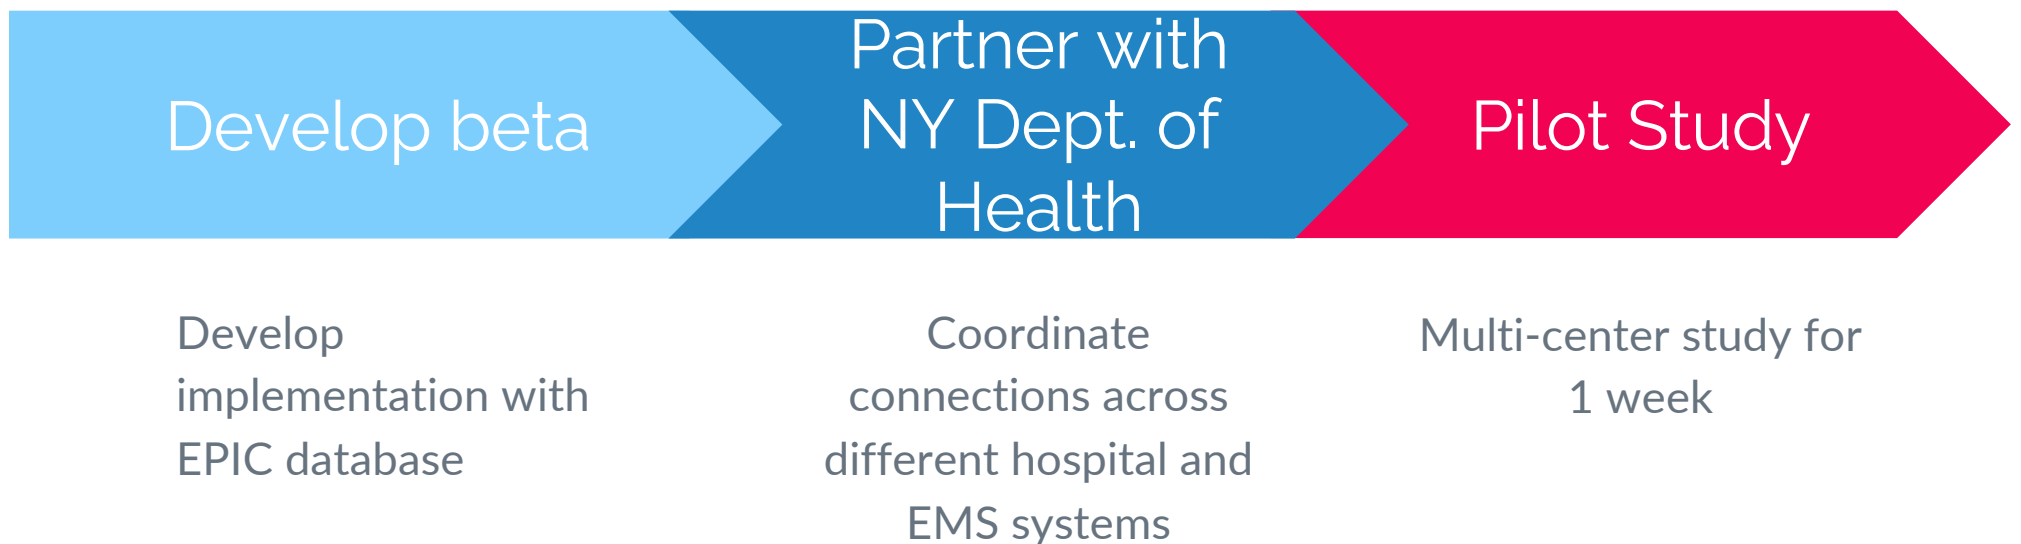 Develop beta
Partner with
NY Dept. of
Health
Pilot Study
Develop
implementation with
EPIC database
Coordinate
connections across
different hospital and
EMS systems
Multi-center study for
1 week